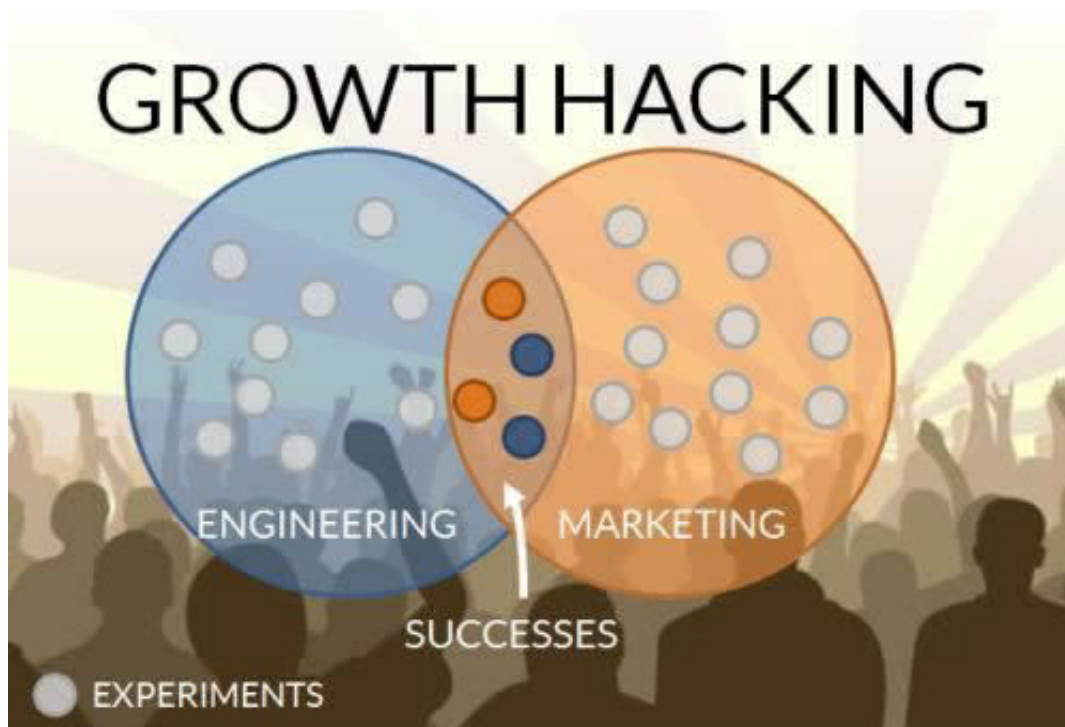 GROWTH HACKING
ENGINEERING
MARKETING
SUCCESSES
EXPERIMENTS